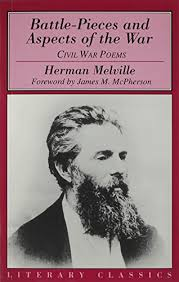 Battle-Pieces and
Aspects of the War
CIVIL WAR POEMS
Herman Melville
Foreword by James M. McPherson
LITERARY CLASSICS